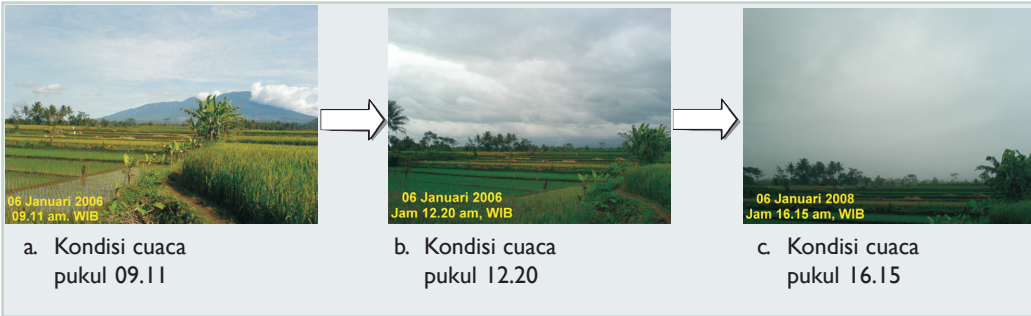 06 Januari 2006
09.11 am. WIB
06 Januari 2006
Jam 12.20 am, WIB
06 Januari 2008
Jam 16.15 am, WIB
a. Kondisi cuaca
pukul 09.11
b. Kondisi cuaca
pukul 12.20
c. Kondisi cuaca
pukul 16.15